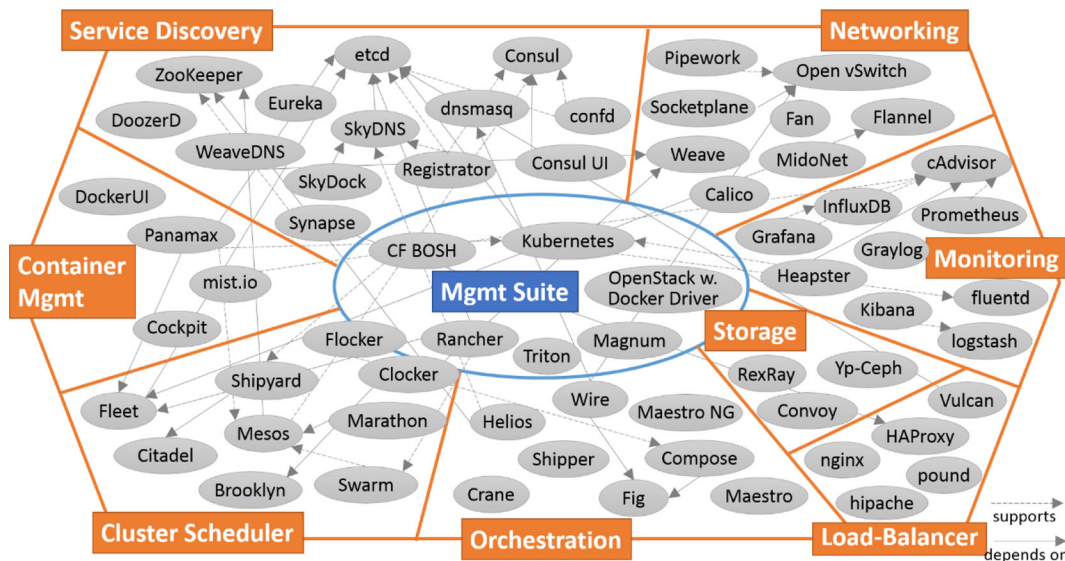 Service Discovery
Networking
etcd
Consul
Pipework
ZooKeeper
Open vSwitch
Eureka
dnsmasq
Socketplane
DoozerD
confd
Fan
Flannel
SkyDNS
WeaveDNS
Registrator
Consul UI
Weave
MidoNet
cAdvisor
SkyDock
DockerUI
Calico
InfluxDB
Prometheus
Synapse
Panamax
CF BOSH
Kubernetes
Grafana
Graylog
Container
Mgmt
Monitoring
mist.io
Mgmt Suite
OpenStack w.
Docker Driver
Heapster
fluentd
Kibana
Cockpit
Flocker
Rancher
Magnum
Storage
logstash
Triton
Shipyard
Clocker
RexRay
Yp-Ceph
Fleet
Wire
Vulcan
Mesos
Marathon
Helios
Maestro NG
Convoy
HAProxy
Citadel
Shipper
Compose
nginx
pound
Brooklyn
Swarm
Crane
Fig
Maestro
hipache
supports
Cluster Scheduler
Orchestration
Load-Balancer
depends on